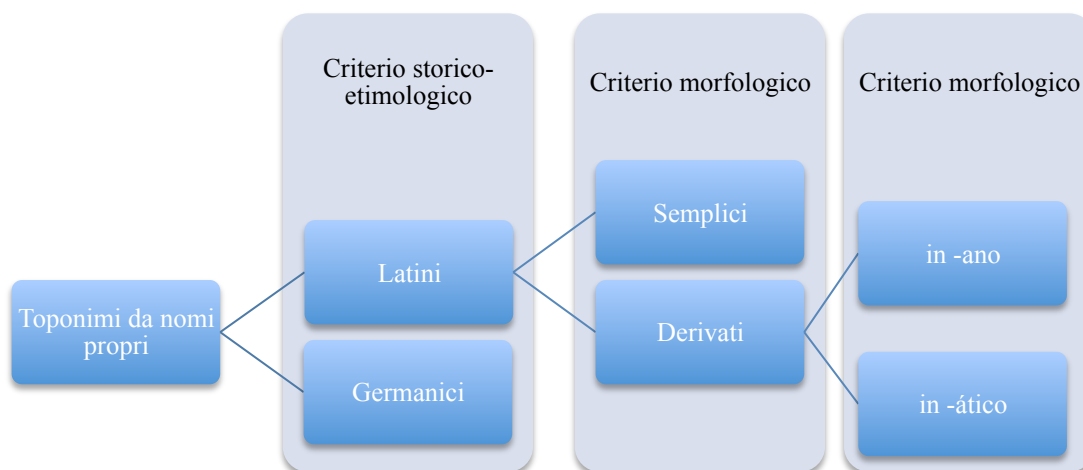 Criterio storico-
etimologico
Criterio morfologico
Criterio morfologico
Toponimi da nomi
propri
Latini
Germanici
Semplici
Derivati
in -ano
in -ático